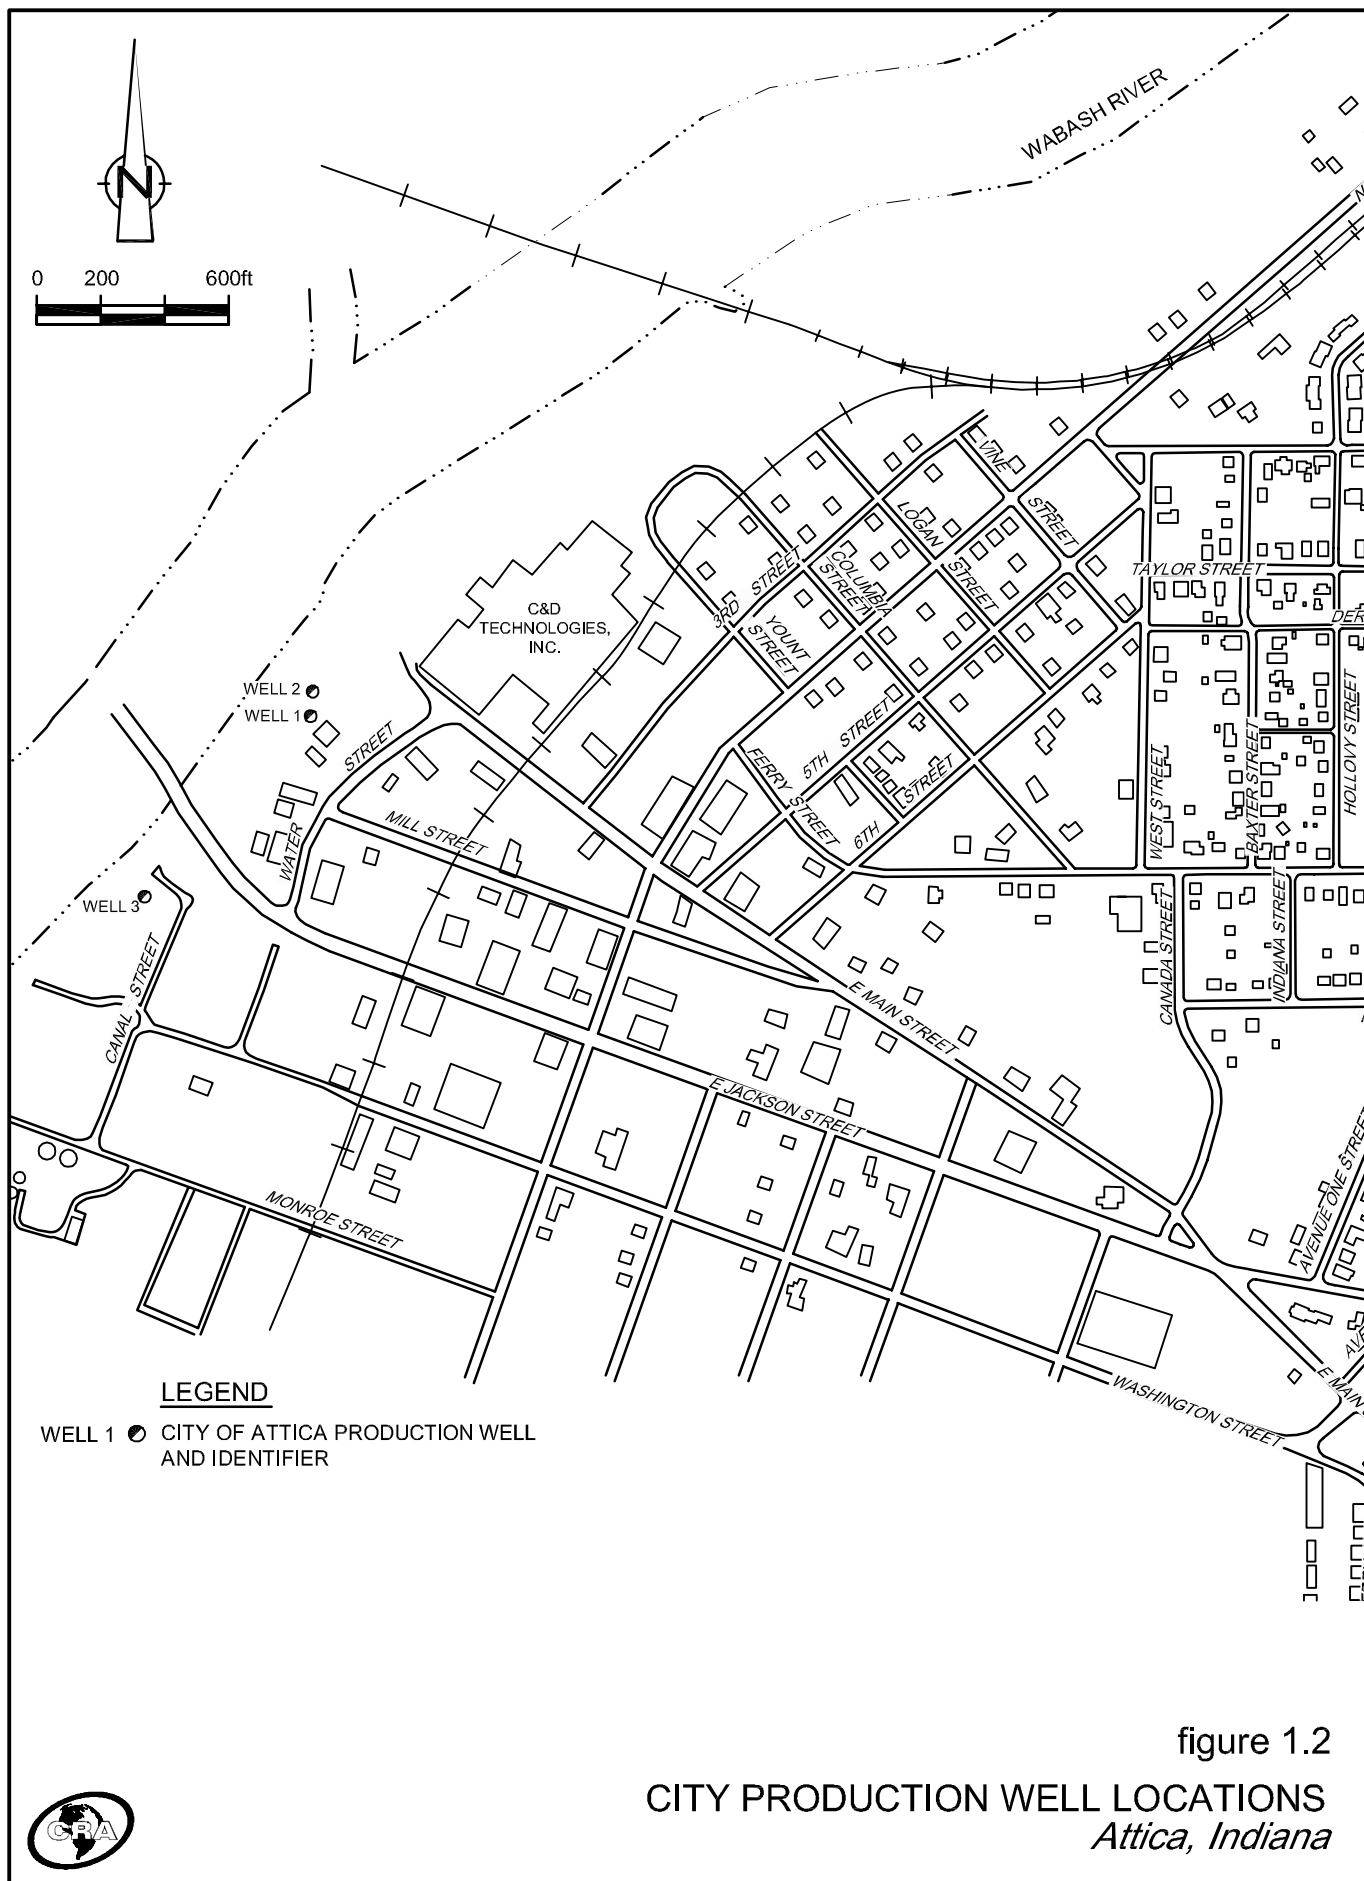 WABASH RIVER
N
0 200 600ft
VINE
STREET
LOGAN
STREET
COLUMBIA
STREET
TAYLOR STREET
C&D
TECHNOLOGIES,
INC.
3RD STREET
YOUNT
STREET
DER
WELL 2
WELL 1
WATER STREET
5TH STREET
FERRY STREET
6TH STREET
WEST STREET
BAXTER STREET
HOLLOVY STREET
MILL STREET
WELL 3
CANAL STREET
E MAIN STREET
CANADA STREET
INDIANA STREET
E JACKSON STREET
AVENUE ONE STREET
MONROE STREET
AVE
E MAIN
WASHINGTON STREET
LEGEND
WELL 1 CITY OF ATTICA PRODUCTION WELL
AND IDENTIFIER
figure 1.2
CITY PRODUCTION WELL LOCATIONS
Attica, Indiana
CRA